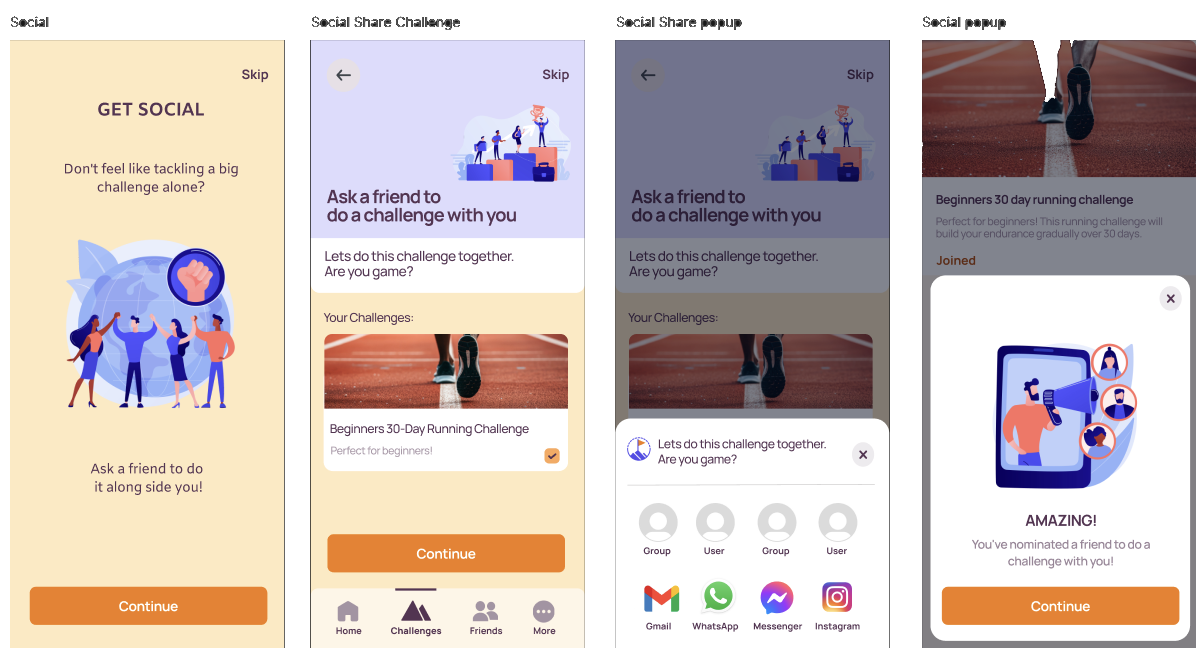 Social
Skip
GET SOCIAL
Don't feel like tackling a big
challenge alone?
Ask a friend to do
it along side you!
Continue
Social Share Challenge
Skip
Ask a friend to
do a challenge with you
Lets do this challenge together.
Are you game?
Your Challenges:
Beginners 30-Day Running Challenge
Perfect for beginners!
Continue
Home
Challenges
Friends
More
Social Share popup
Skip
Ask a friend to
do a challenge with you
Lets do this challenge together.
Are you game?
Your Challenges:
Lets do this challenge together.
Are you game?
Group
User
Group
User
Gmail
WhatsApp
Messenger
Instagram
Social popup
Beginners 30 day running challenge
Perfect for beginners! This running challenge will
build your endurance gradually over 30 days.
Joined
AMAZING!
You've nominated a friend to do a
challenge with you!
Continue